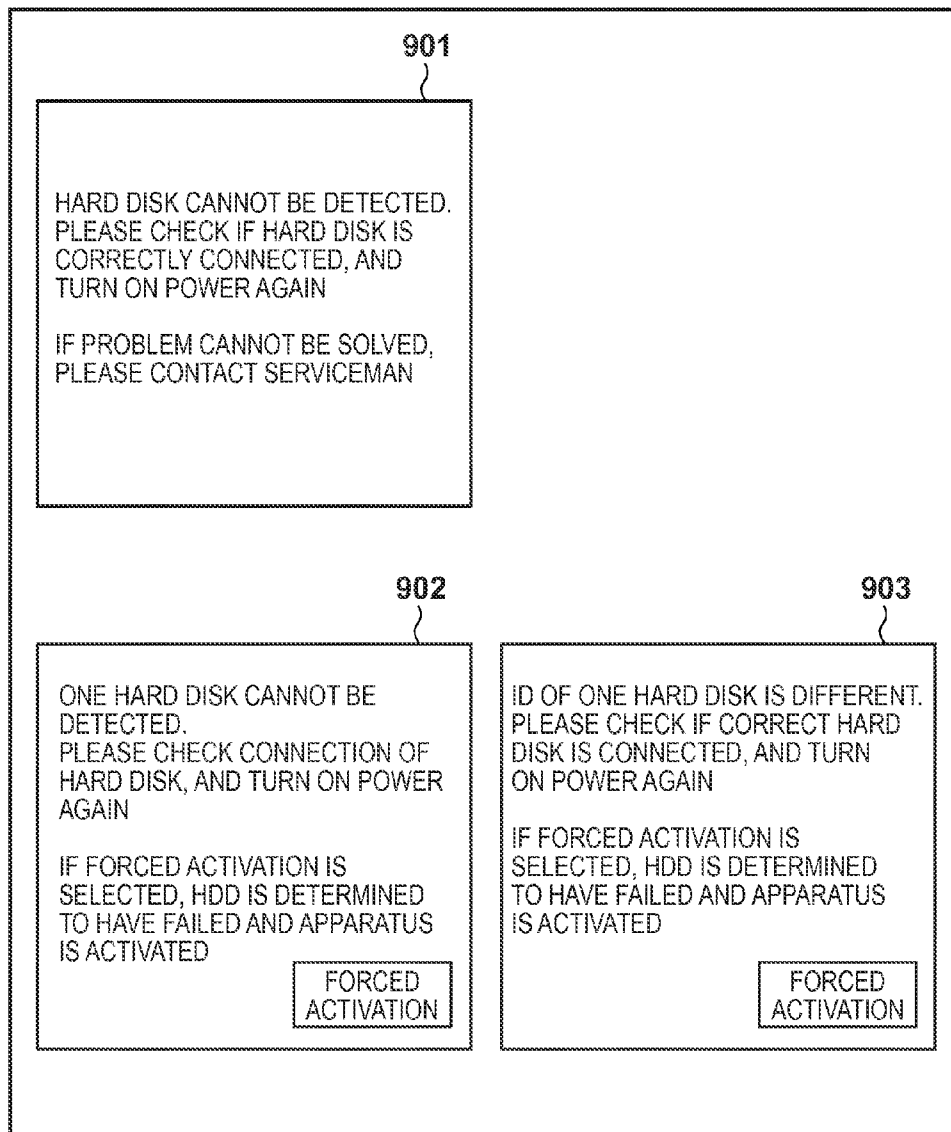 901
HARD DISK CANNOT BE DETECTED.
PLEASE CHECK IF HARD DISK IS
CORRECTLY CONNECTED, AND
TURN ON POWER AGAIN
IF PROBLEM CANNOT BE SOLVED,
PLEASE CONTACT SERVICEMAN
902
ONE HARD DISK CANNOT BE
DETECTED.
PLEASE CHECK CONNECTION OF
HARD DISK, AND TURN ON POWER
AGAIN
IF FORCED ACTIVATION IS
SELECTED, HDD IS DETERMINED
TO HAVE FAILED AND APPARATUS
IS ACTIVATED
FORCED
ACTIVATION
903
ID OF ONE HARD DISK IS DIFFERENT.
PLEASE CHECK IF CORRECT HARD
DISK IS CONNECTED, AND TURN
ON POWER AGAIN
IF FORCED ACTIVATION IS
SELECTED, HDD IS DETERMINED
TO HAVE FAILED AND APPARATUS
IS ACTIVATED
FORCED
ACTIVATION